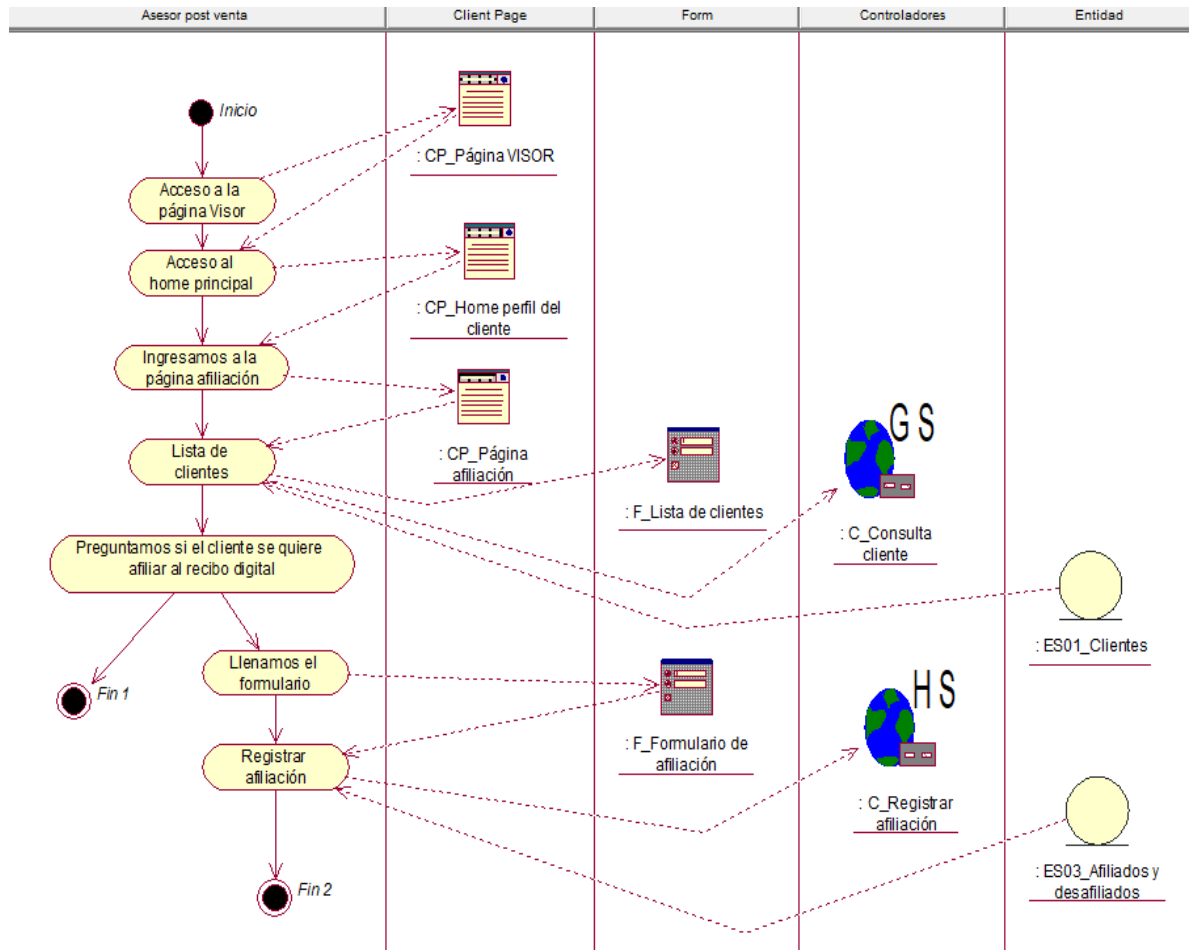 Asesor post venta
Client Page
Form
Controladores
Entidad
Inicio
: CP_Página VISOR
Acceso a la
página Visor
Acceso al
home principal
: CP_Home perfil del
cliente
Ingresamos a la
página afiliación
Lista de
clientes
: CP_Página
afiliación
GS
: F_Lista de clientes
: C_Consulta
cliente
Preguntamos si el cliente se quiere
afiliar al recibo digital
: ES01_Clientes
Llenamos el
formulario
Fin 1
HS
: F_Formulario de
afiliación
Registrar
afiliación
: C_Registrar
afiliación
: ES03_Afiliados y
desafiliados
Fin 2